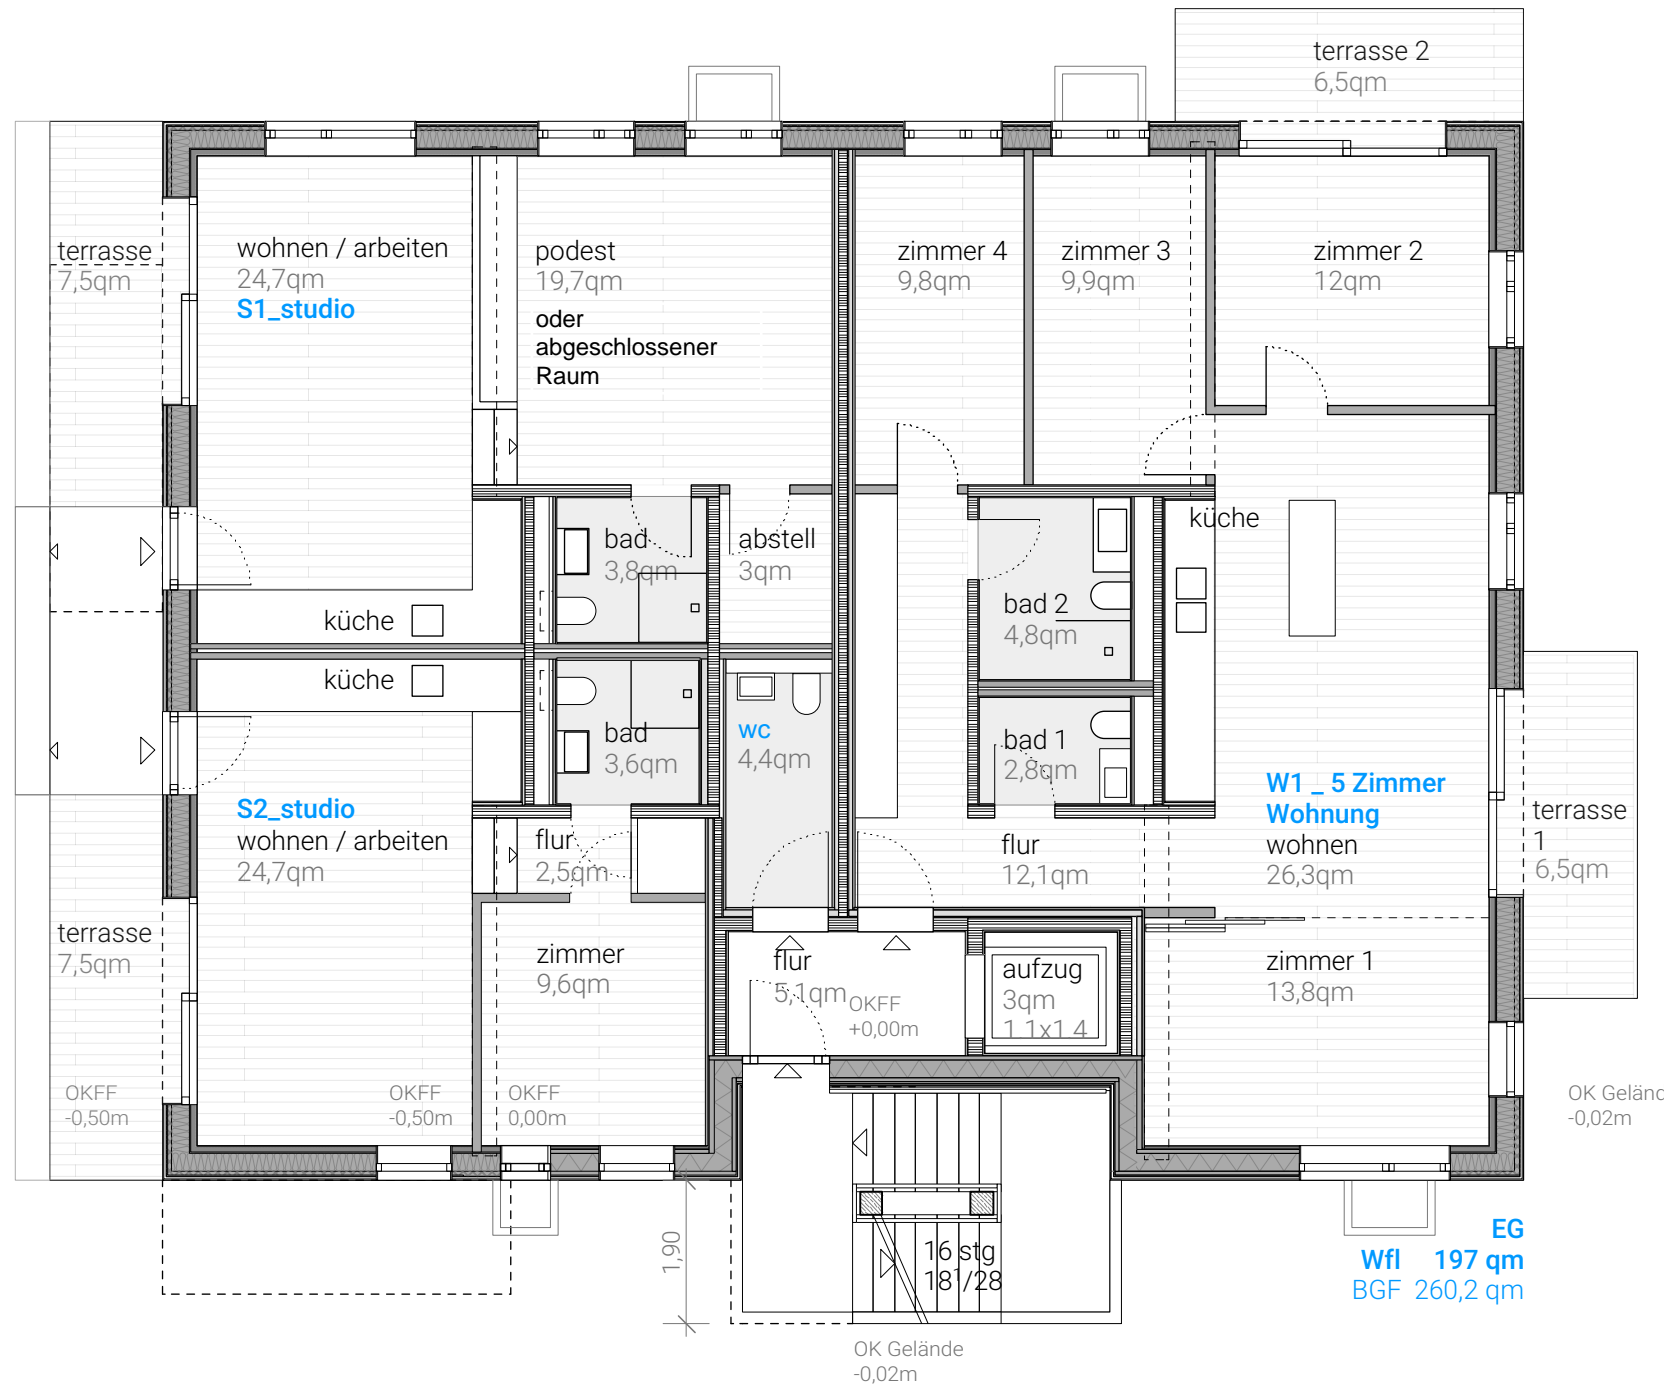 terrasse 2
6,5qm
terrasse
7,5qm
wohnen / arbeiten
24,7qm
S1_studio
podest
19,7qm
oder
abgeschlossener
Raum
zimmer 4
9,8qm
zimmer 3
9,9qm
zimmer 2
12qm
küche
bad
3,8qm
abstell
3qm
bad 2
4,8qm
küche
küche
bad
3,6qm
wc
4,4qm
bad 1
2,8qm
W1 _ 5 Zimmer
Wohnung
wohnen
26,3qm
terrasse
1
6,5qm
S2_studio
wohnen / arbeiten
24,7qm
flur
2,5qm
flur
12,1qm
terrasse
7,5qm
zimmer
9,6qm
flur
5,1qm
OKFF
+0,00m
aufzug
3qm
1.1x1.4
zimmer 1
13,8qm
OKFF
-0,50m
OKFF
-0,50m
OKFF
0,00m
OK Geländ
-0,02m
1,90
16 stg
18/28
EG
Wfl 197 qm
BGF 260,2 qm
OK Gelände
-0,02m